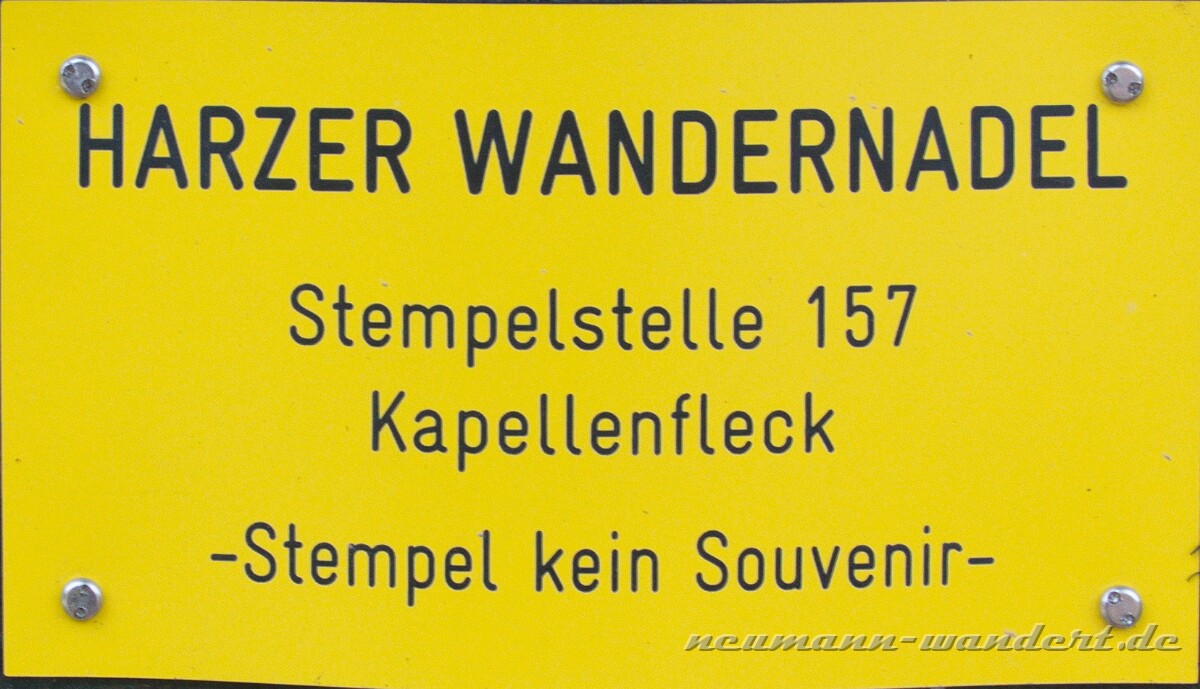 HARZER WANDERNADEL
Stempelstelle 157
Kapellenfleck
-Stempel kein Souvenir-
neumann-wandert.de